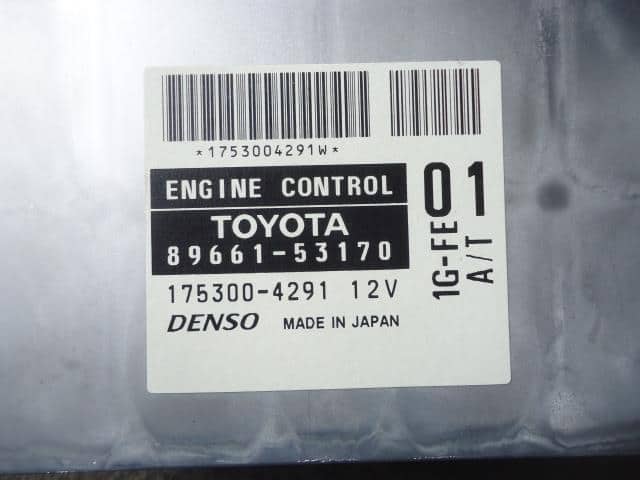 *1753004291W*
ENGINE CONTROL
TOYOTA
89661-53170
175300-4291 12V
DENSO MADE IN JAPAN
01
1G-FE
A/T